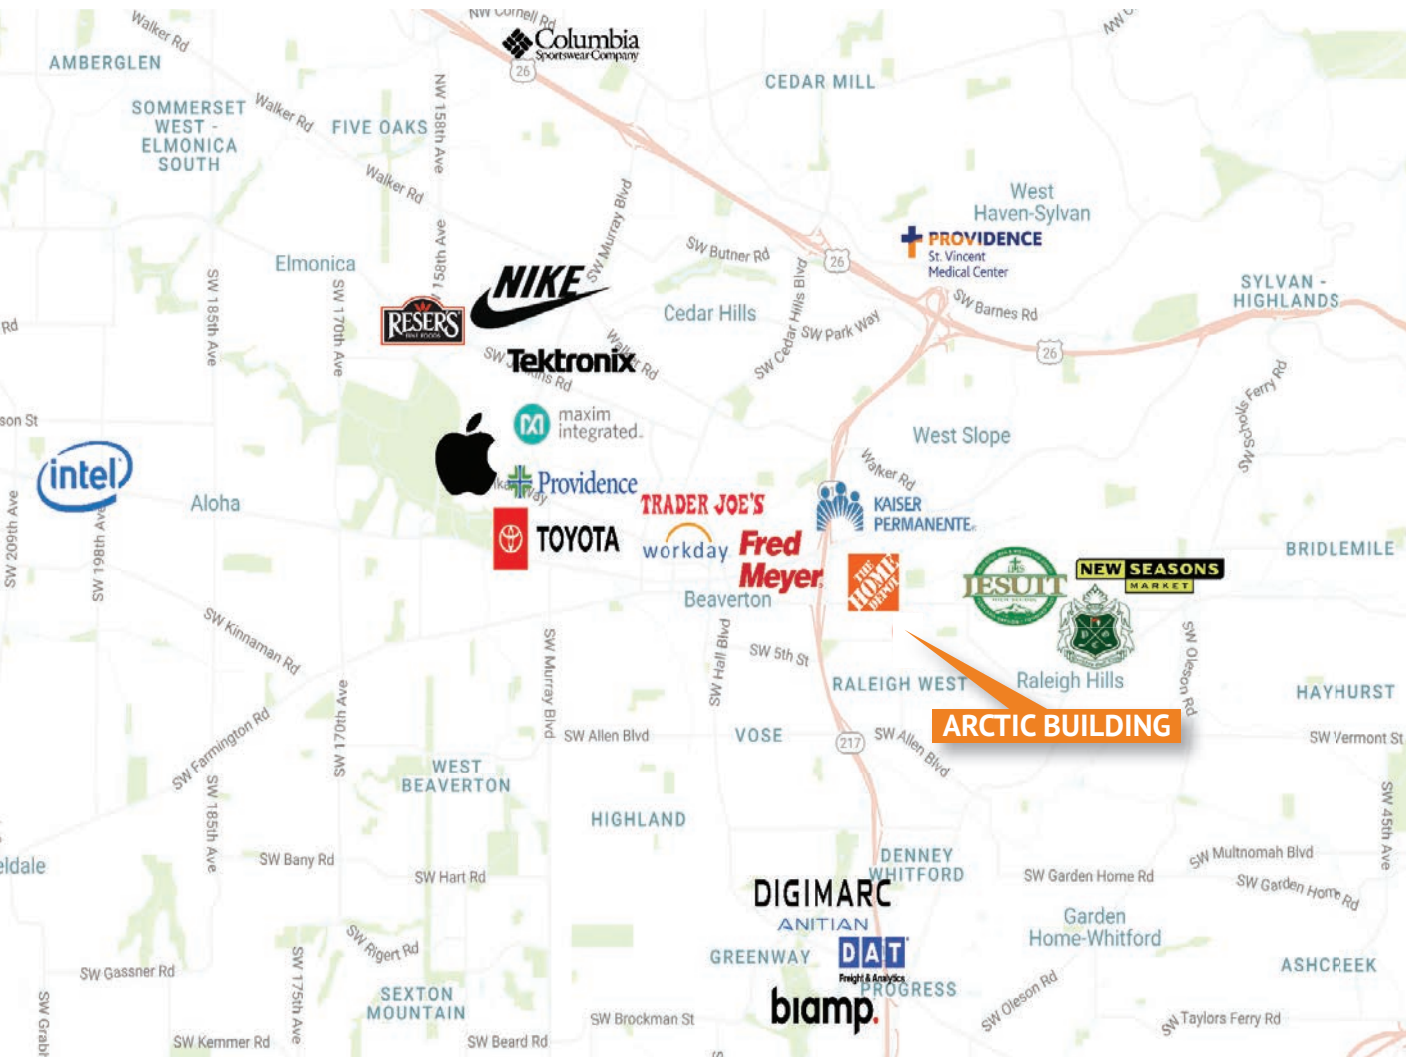 NW Cornell Rd
Walker Rd
Columbia
Sportswear Company
26
AMBERGLEN
CEDAR MILL
NW 158th Ave
SOMMERSET
WEST -
ELMONICA
SOUTH
Walker Rd
FIVE OAKS
Walker Rd
SW Murray Blvd
West
Haven-Sylvan
PROVIDENCE
St. Vincent
Medical Center
SW Butner Rd
26
158th Ave
Elmonica
NIKE
SW 185th Ave
SW 170th Ave
RESER'S
FINE FOODS
Cedar Hills
SW Cedar Hills Blvd
SW Park Way
SW Barnes Rd
SYLVAN -
HIGHLANDS
Rd
Walker Rd
Tektronix
26
SW Scholls Ferry Rd
maxim
integrated
son St
West Slope
Walker Rd
intel
Aloha
SW 209th Ave
SW 198th Ave
Providence
TRADER JOE'S
KAISER
PERMANENTE
TOYOTA
workday
Fred
Meyer
THE
HOME
DEPOT
JESUIT
NEW SEASONS
MARKET
BRIDLEMILE
Beaverton
SW Kinnaman Rd
SW Murray Blvd
SW Hall Blvd
SW 5th St
RALEIGH WEST
Raleigh Hills
SW Oleson Rd
HAYHURST
ARCTIC BUILDING
SW Farmington Rd
SW 170th Ave
SW Allen Blvd
VOSE
217
SW Allen Blvd
SW Vermont St
WEST
BEAVERTON
SW 185th Ave
HIGHLAND
SW 45th Ave
eldale
SW Bany Rd
SW Hart Rd
DENNEY
WHITFORD
SW Multnomah Blvd
SW Garden Home Rd
SW Garden Home Rd
DIGIMARC
ANITIAN
Garden
Home-Whitford
SW Rigert Rd
GREENWAY
DAT
Freight & Analytics
PROGRESS
ASHCREEK
SW Gassner Rd
SW 175th Ave
SEXTON
MOUNTAIN
biamp.
SW Oleson Rd
SW Grabh
SW Brockman St
SW Taylors Ferry Rd
SW Kemmer Rd
SW Beard Rd